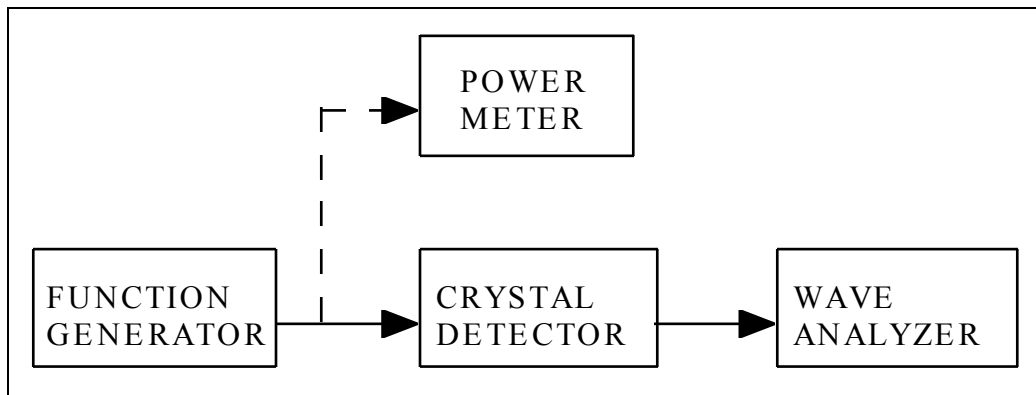 POWER
METER
FUNCTION
GENERATOR
CRYSTAL
DETECTOR
WAVE
ANALYZER